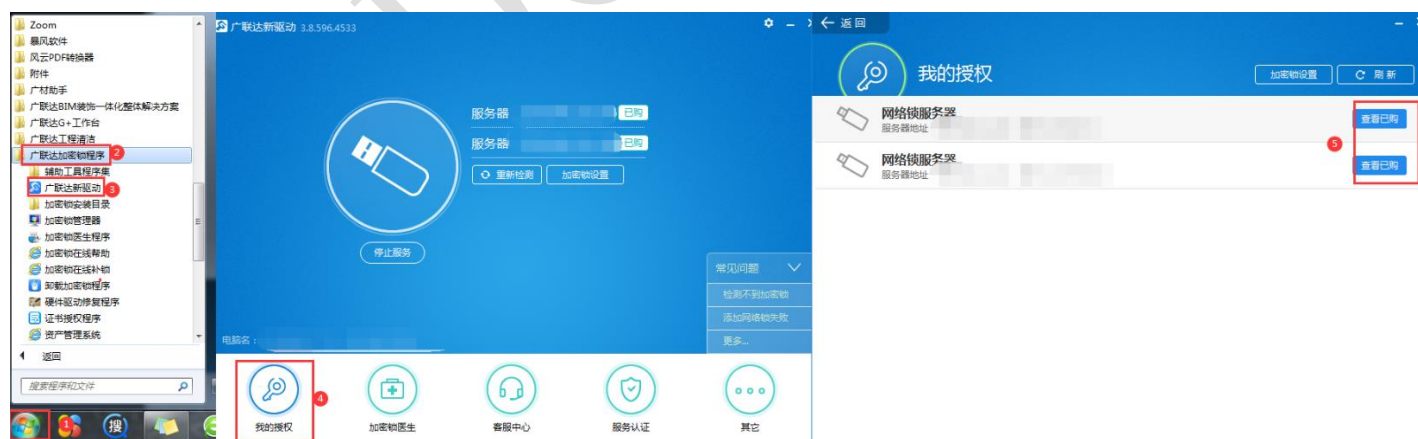 Zoom
暴风软件
风云PDF转换器
附件
广材助手
广联达BIM装饰一体化整体解决方案
广联达G+工作台
广联达工程清洁
广联达加密锁程序 2
辅助工具程序集
广联达新驱动 3
加密锁安装目录
加密锁管理器
加密锁医生程序
加密锁在线帮助
加密锁在线补锁
卸载加密锁程序
硬件驱动修复程序
证书授权程序
资产管理系统
返回
搜索程序和文件
1
搜
广联达新驱动 3.8.596.4533
服务器 已购
服务器 已购
重新检测 加密锁设置
停止服务
常见问题
检测不到加密锁
添加网络锁失败
更多...
电脑名：
4
我的授权 加密锁医生 客服中心 服务认证 其它
返回
我的授权
加密锁设置 刷新
网络锁服务器
服务器地址
查看已购
5
网络锁服务器
服务器地址
查看已购